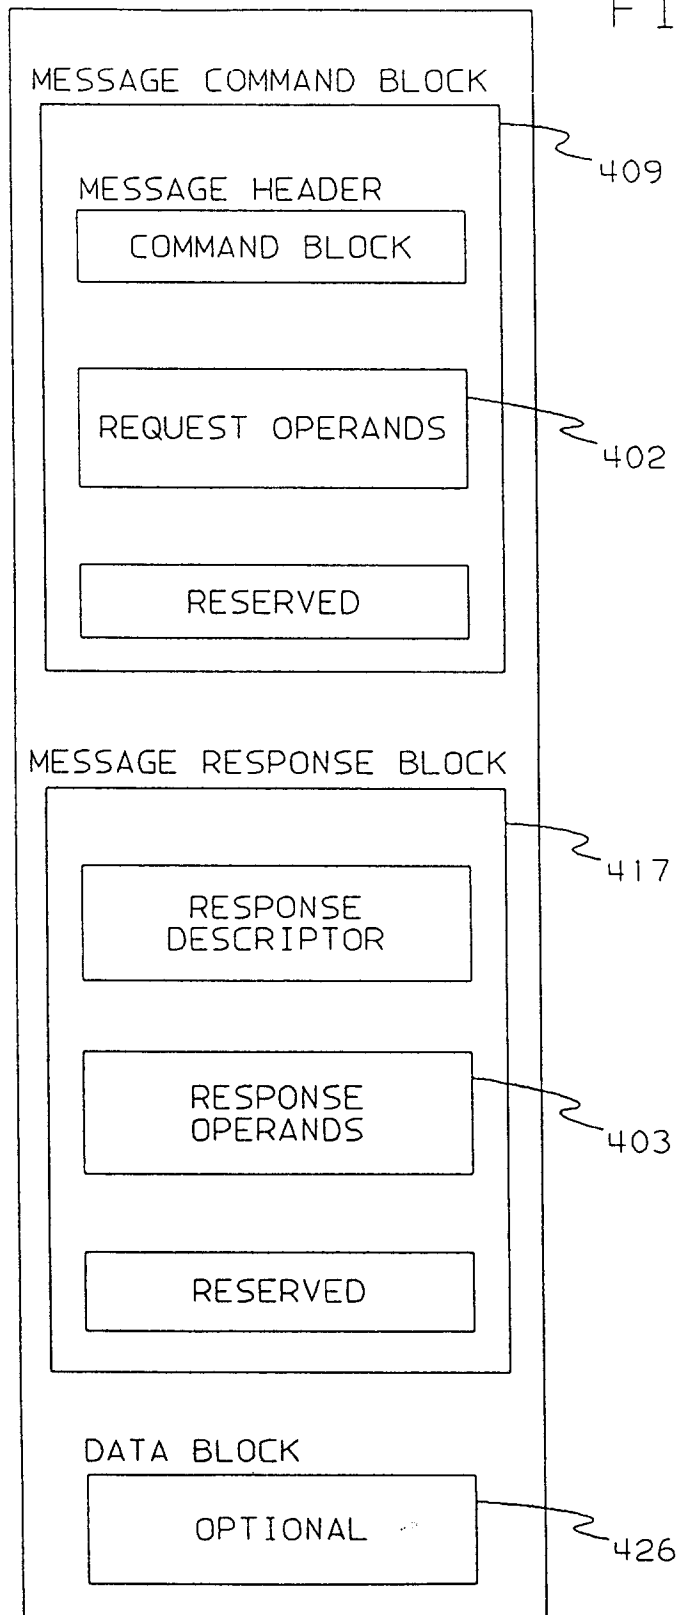 FI
MESSAGE COMMAND BLOCK
409
MESSAGE HEADER
COMMAND BLOCK
REQUEST OPERANDS
402
RESERVED
MESSAGE RESPONSE BLOCK
417
RESPONSE
DESCRIPTOR
RESPONSE
OPERANDS
403
RESERVED
DATA BLOCK
OPTIONAL
426